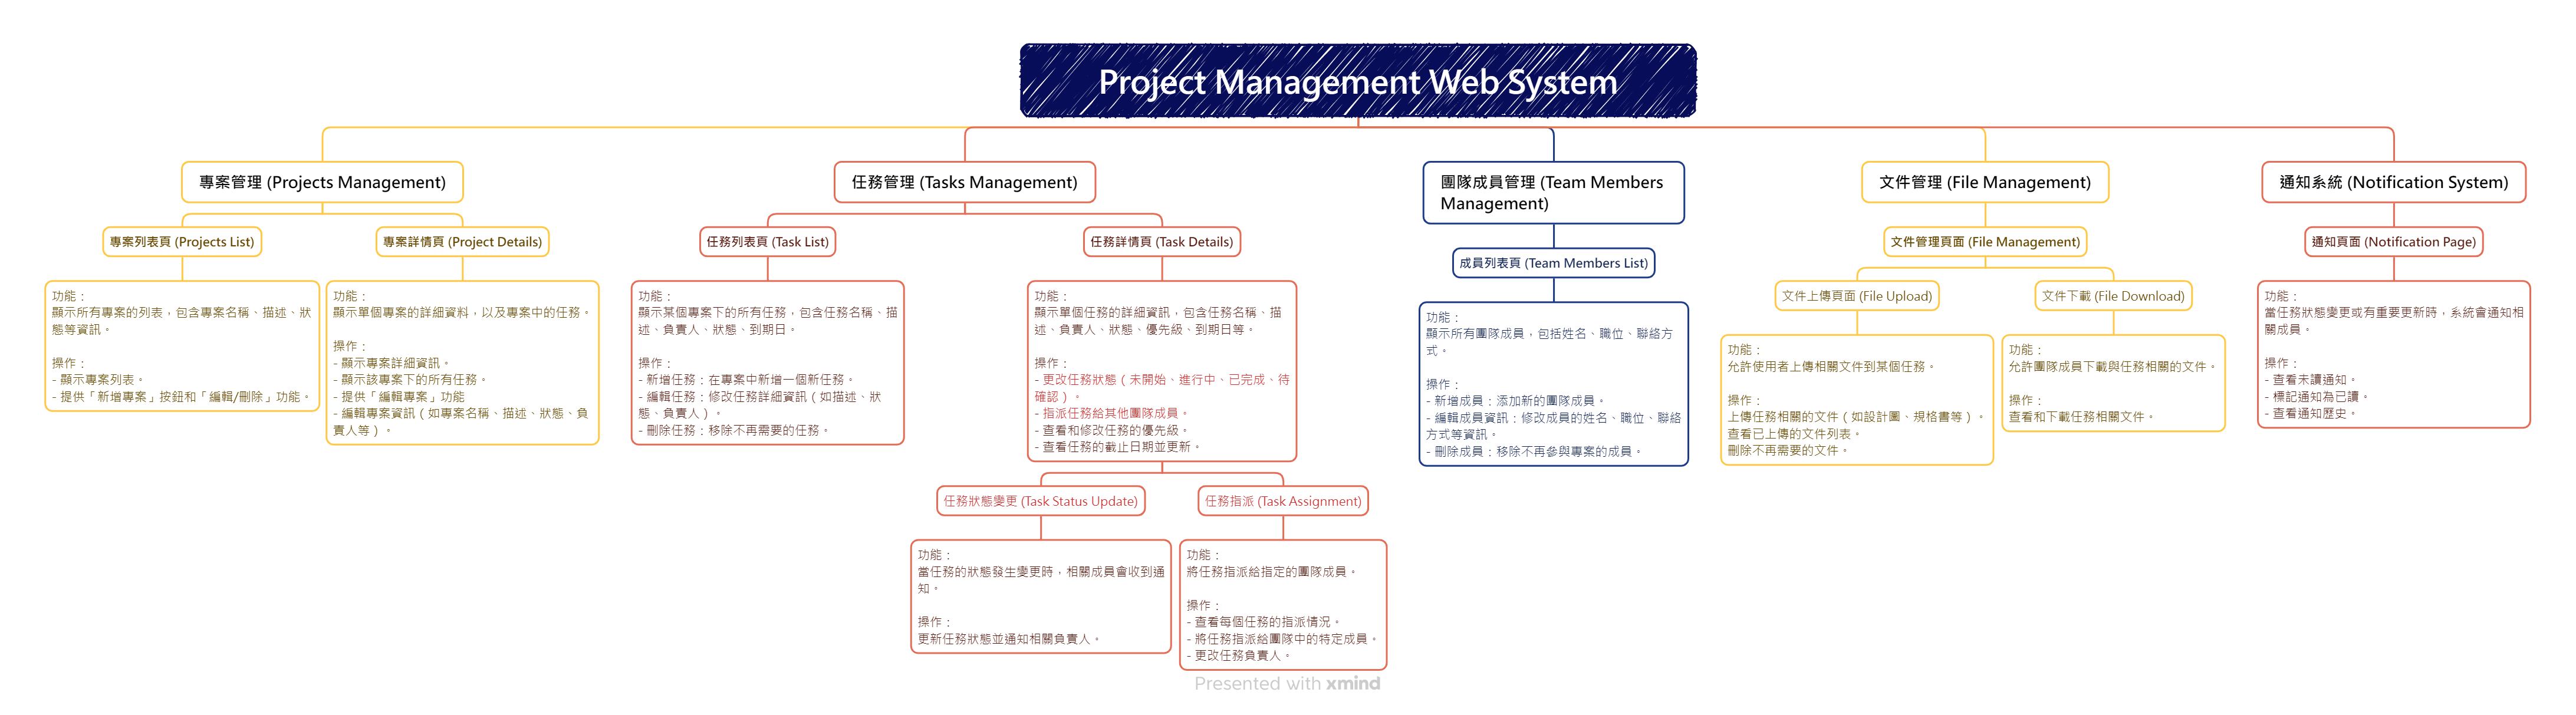 Project Management Web System
專案管理 (Projects Management)
專案列表頁 (Projects List)
功能：
顯示所有專案的列表，包含專案名稱、描述、狀
態等資訊。
操作：
- 顯示專案列表。
- 提供「新增專案」按鈕和「編輯/刪除」功能。
專案詳情頁 (Project Details)
功能：
顯示單個專案的詳細資料，以及專案中的任務。
操作：
- 顯示專案詳細資訊。
- 顯示該專案下的所有任務。
- 提供「編輯專案」功能
- 編輯專案資訊（如專案名稱、描述、狀態、負
責人等）。
任務管理 (Tasks Management)
任務列表頁 (Task List)
功能：
顯示某個專案下的所有任務，包含任務名稱、描
述、負責人、狀態、到期日。
操作：
- 新增任務：在專案中新增一個新任務。
- 編輯任務：修改任務詳細資訊（如描述、狀
態、負責人）。
- 刪除任務：移除不再需要的任務。
任務詳情頁 (Task Details)
功能：
顯示單個任務的詳細資訊，包含任務名稱、描
述、負責人、狀態、優先級、到期日等。
操作：
- 更改任務狀態（未開始、進行中、已完成、待
確認）。
- 指派任務給其他團隊成員。
- 查看和修改任務的優先級。
- 查看任務的截止日期並更新。
任務狀態變更 (Task Status Update)
功能：
當任務的狀態發生變更時，相關成員會收到通
知。
操作：
更新任務狀態並通知相關負責人。
任務指派 (Task Assignment)
功能：
將任務指派給指定的團隊成員。
操作：
- 查看每個任務的指派情況。
- 將任務指派給團隊中的特定成員。
- 更改任務負責人。
團隊成員管理 (Team Members
Management)
成員列表頁 (Team Members List)
功能：
顯示所有團隊成員，包括姓名、職位、聯絡方
式。
操作：
- 新增成員：添加新的團隊成員。
- 編輯成員資訊：修改成員的姓名、職位、聯絡
方式等資訊。
- 刪除成員：移除不再參與專案的成員。
文件管理 (File Management)
文件管理頁面 (File Management)
文件上傳頁面 (File Upload)
功能：
允許使用者上傳相關文件到某個任務。
操作：
上傳任務相關的文件（如設計圖、規格書等）。
查看已上傳的文件列表。
刪除不再需要的文件。
文件下載 (File Download)
功能：
允許團隊成員下載與任務相關的文件。
操作：
查看和下載任務相關文件。
通知系統 (Notification System)
通知頁面 (Notification Page)
功能：
當任務狀態變更或有重要更新時，系統會通知相
關成員。
操作：
- 查看未讀通知。
- 標記通知為已讀。
- 查看通知歷史。
Presented with xmind